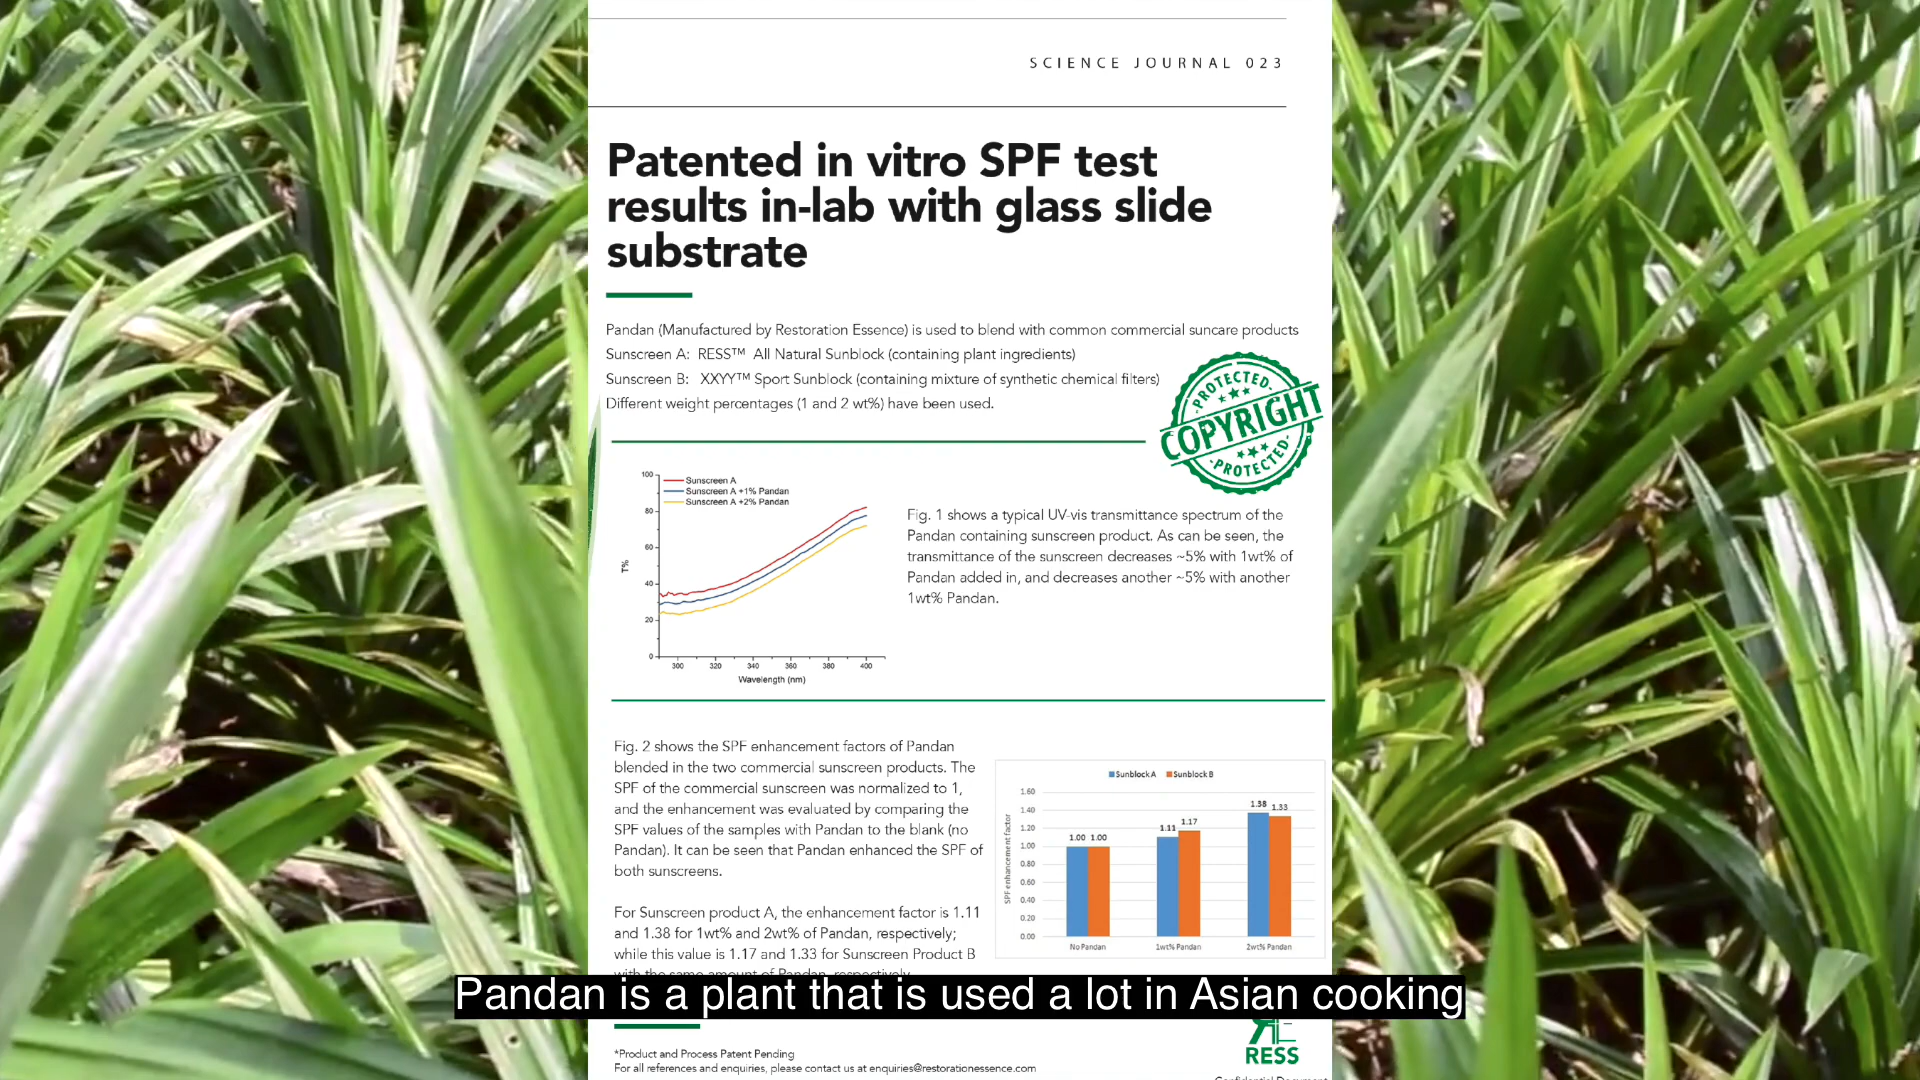 SCIENCE JOURNAL 023
Patented in vitro SPF test
results in-lab with glass slide
substrate
Pandan (Manufactured by Restoration Essence) is used to blend with common commercial suncare products
Sunscreen A: RESS™ All Natural Sunblock (containing plant ingredients)
Sunscreen B: XXYY™ Sport Sunblock (containing mixture of synthetic chemical filters)
Different weight percentages (1 and 2 wt%) have been used.
PROTECTED
COPYRIGHT
PROTECTED
100
80
60
40
20
0
T%
Sunscreen A
Sunscreen A +1% Pandan
Sunscreen A +2% Pandan
300 320 340 360 380 400
Wavelength (nm)
Fig. 1 shows a typical UV-vis transmittance spectrum of the
Pandan containing sunscreen product. As can be seen, the
transmittance of the sunscreen decreases ~5% with 1wt% of
Pandan added in, and decreases another ~5% with another
1wt% Pandan.
Fig. 2 shows the SPF enhancement factors of Pandan
blended in the two commercial sunscreen products. The
SPF of the commercial sunscreen was normalized to 1,
and the enhancement was evaluated by comparing the
SPF values of the samples with Pandan to the blank (no
Pandan). It can be seen that Pandan enhanced the SPF of
both sunscreens.
For Sunscreen product A, the enhancement factor is 1.11
and 1.38 for 1wt% and 2wt% of Pandan, respectively;
while this value is 1.17 and 1.33 for Sunscreen Product B
with the same amount of Pandan, respectively.
Sunblock A Sunblock B
SPF enhancement factor
1.60
1.40
1.20
1.00
0.80
0.60
0.40
0.20
0.00
1.00 1.00
1.11 1.17
1.38 1.33
No Pandan 1wt% Pandan 2wt% Pandan
Pandan is a plant that is used a lot in Asian cooking
RESS
*Product and Process Patent Pending
For all references and enquiries, please contact us at enquiries@restorationessence.com
Confidential Document